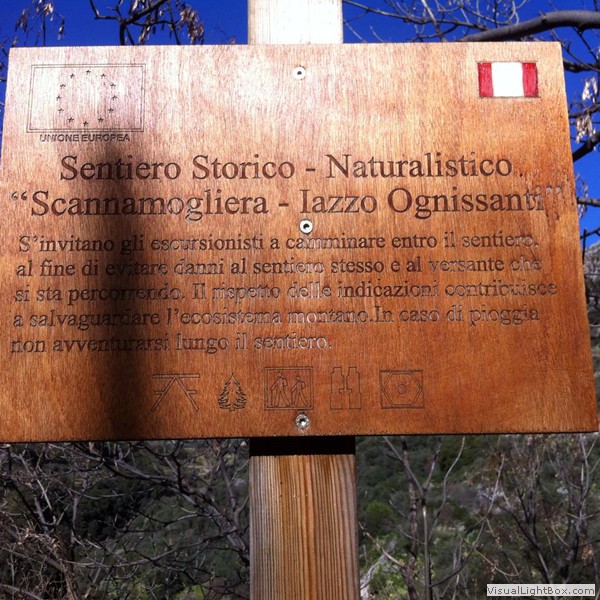 UNIONE EUROPEA
Sentiero Storico - Naturalistico
“Scannamogliera - Iazzo Ognissanti”
S’invitano gli escursionisti a camminare entro il sentiero,
al fine di evitare danni al sentiero stesso e al versante che
si sta percorrendo. Il rispetto delle indicazioni contribuisce
a salvaguardare l’ecosistema montano.In caso di pioggia
non avventurarsi lungo il sentiero.
VisualLightBox.com